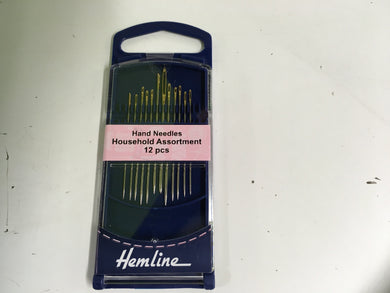 Hand Needles
Household Assortment
12 pcs
Hemline